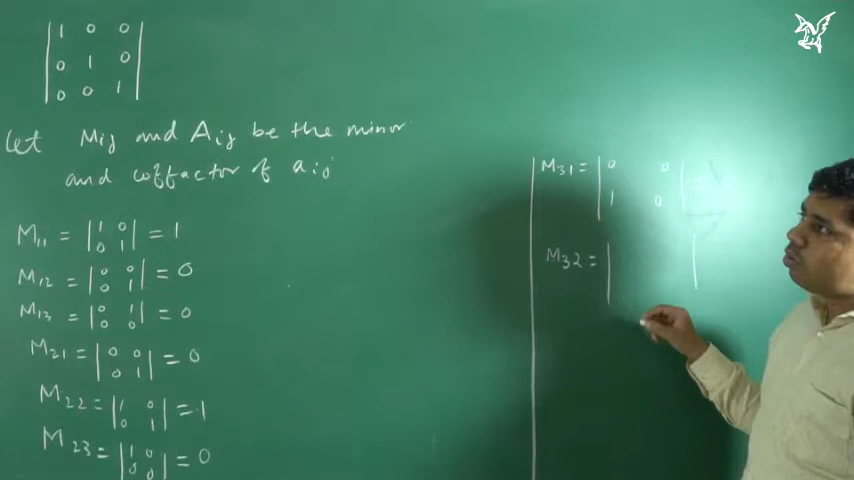 | 1 0 0 |
| 0 1 0 |
| 0 0 1 |
Let Mij and Aij be the minor
and coffactor of aij
M11 = | 1 0 | = 1
| 0 1 |
M12 = | 0 0 | = 0
| 0 1 |
M13 = | 0 1 | = 0
| 0 0 |
M21 = | 0 0 | = 0
| 0 1 |
M22 = | 1 0 | = 1
| 0 1 |
M23 = | 1 0 | = 0
| 0 0 |
M31 = | 0 0 |
| 1 0 |
M32 = | |